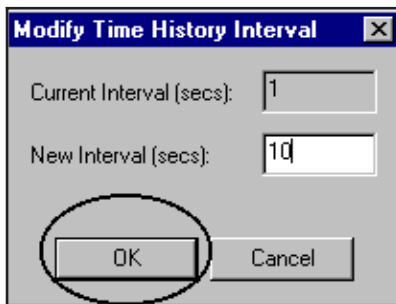 Modify Time History Interval
Current Interval (secs): 1
New Interval (secs): 10
OK Cancel